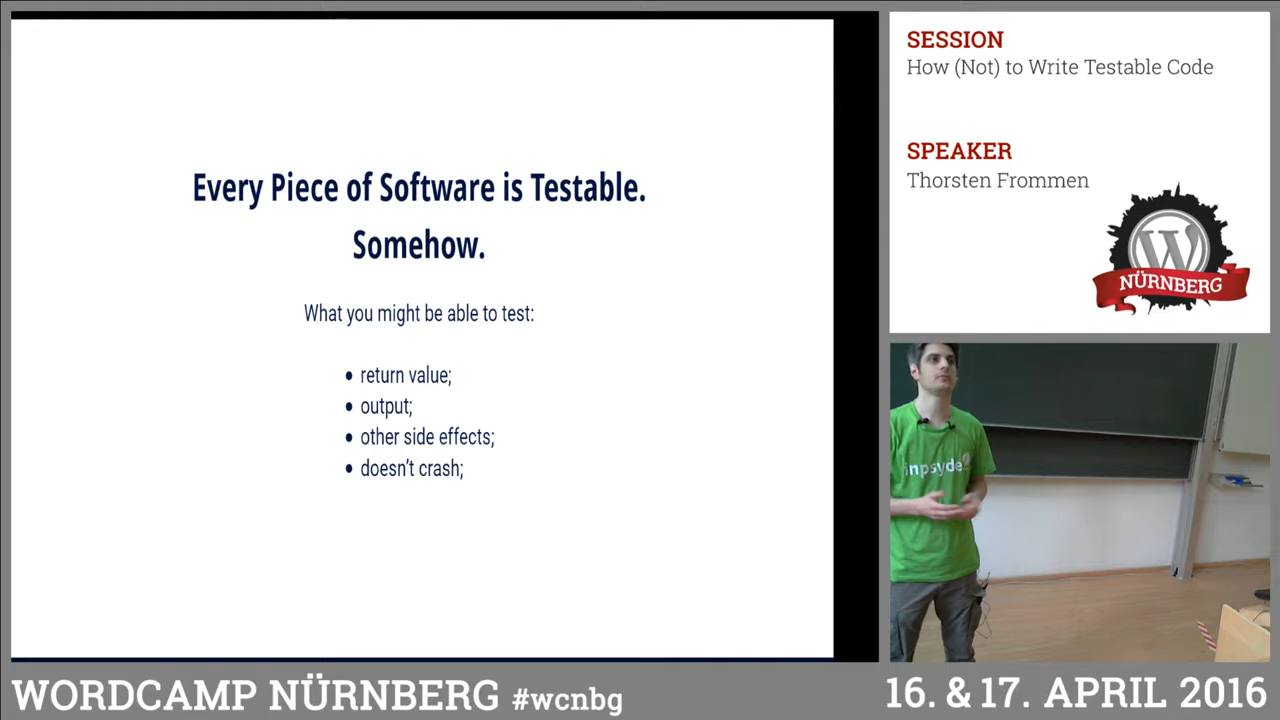 Every Piece of Software is Testable.
Somehow.
What you might be able to test:
• return value;
• output;
• other side effects;
• doesn't crash;
SESSION
How (Not) to Write Testable Code
SPEAKER
Thorsten Frommen
W
NÜRNBERG
inpsyde
WORDCAMP NÜRNBERG #wcnbg
16. & 17. APRIL 2016